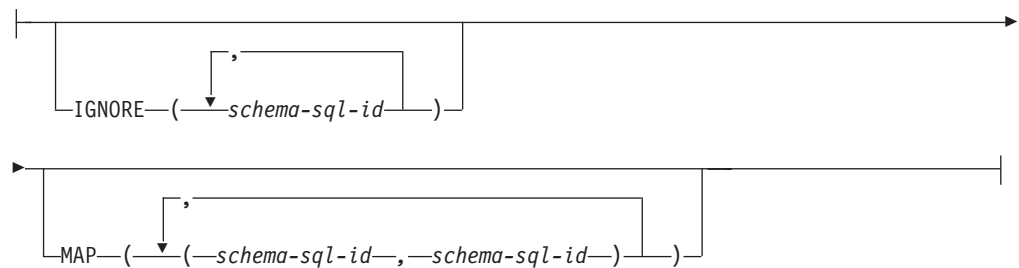 ,
IGNORE ( schema-sql-id )
,
MAP ( ( schema-sql-id , schema-sql-id ) )